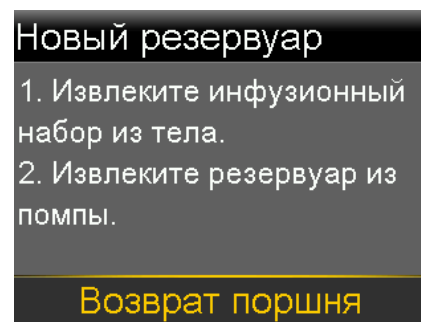 Новый резервуар
1. Извлеките инфузионный
набор из тела.
2. Извлеките резервуар из
помпы.
Возврат поршня